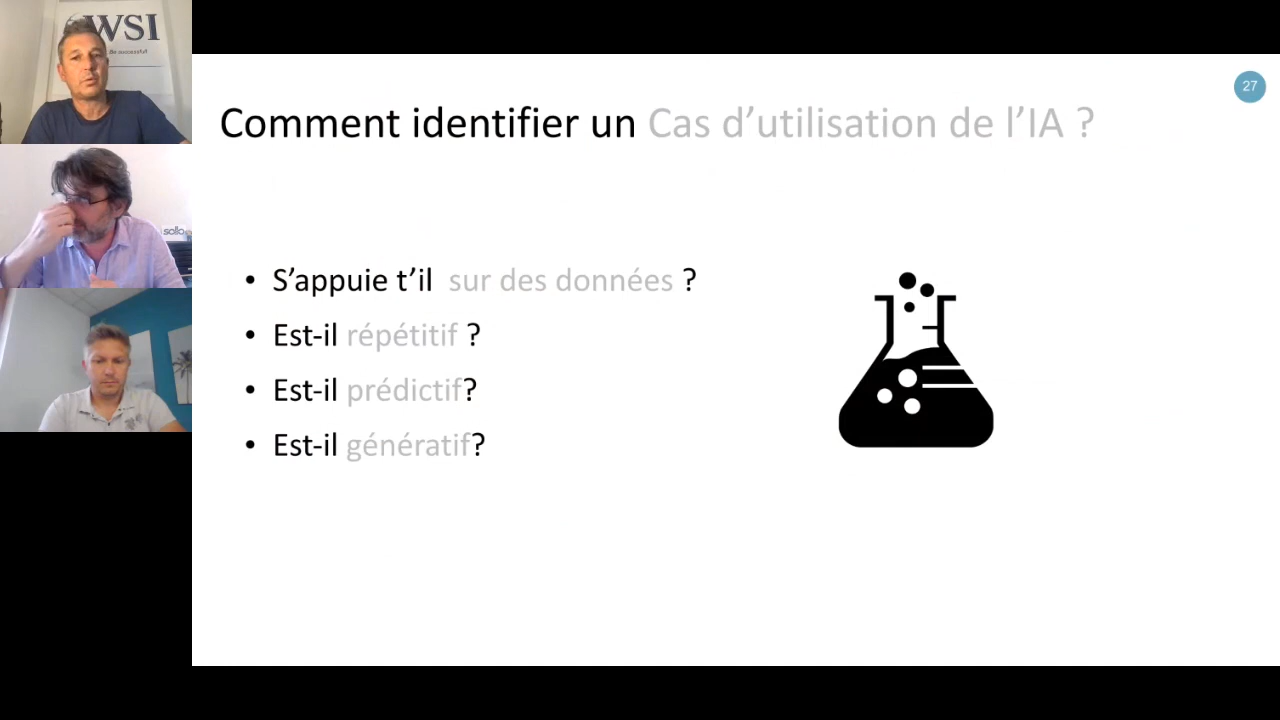 WSI
27
Comment identifier un Cas d’utilisation de l’IA ?
• S’appuie t’il sur des données ?
• Est-il répétitif ?
• Est-il prédictif?
• Est-il génératif?